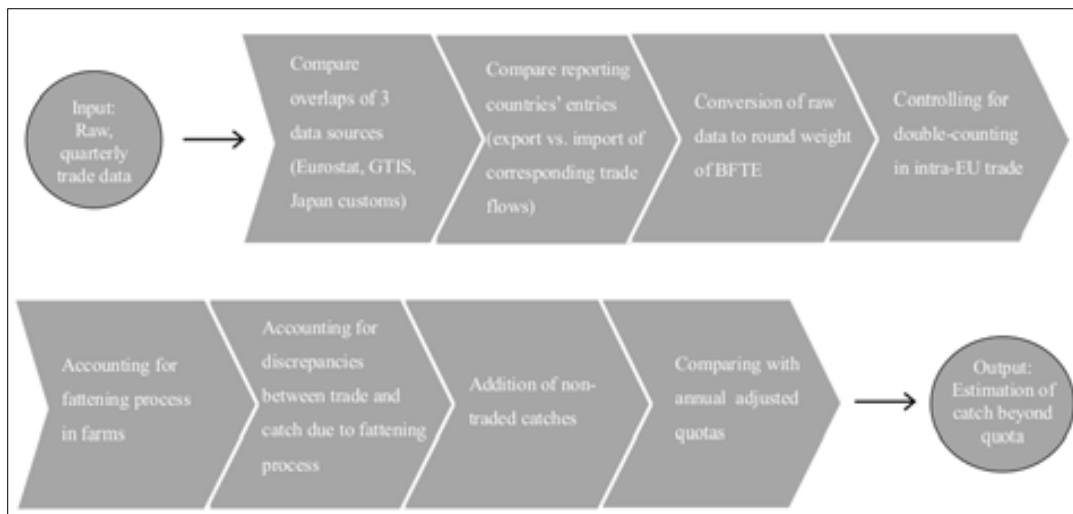 Input:
Raw,
quarterly
trade data
Compare
overlaps of 3
data sources
(Eurostat, GTIS,
Japan customs)
Compare reporting
countries' entries
(export vs. import of
corresponding trade
flows)
Conversion of raw
data to round weight
of BFTE
Controlling for
double-counting
in intra-EU trade
Accounting for
fattening process
in farms
Accounting for
discrepancies
between trade and
catch due to fattening
process
Addition of non-
traded catches
Comparing with
annual adjusted
quotas
Output:
Estimation of
catch beyond
quota